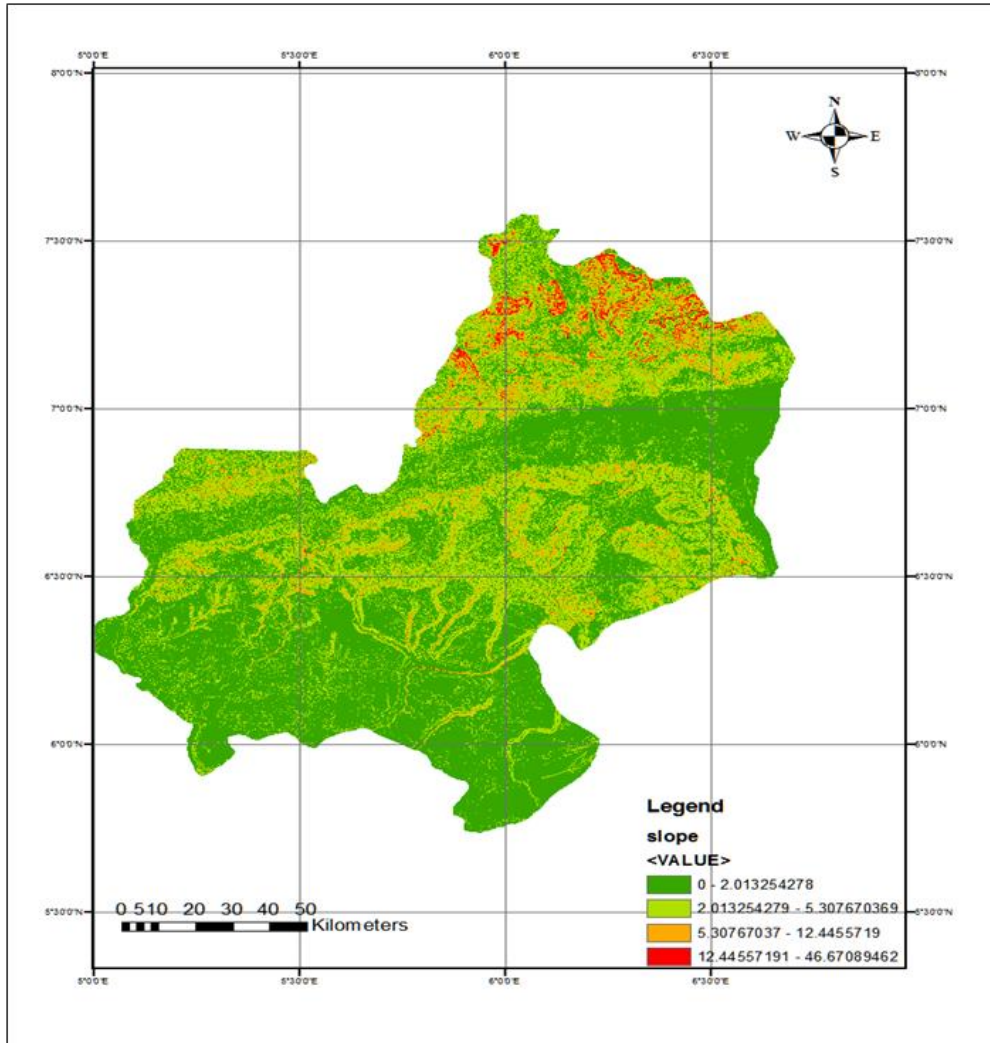 5°0'0"E 5°30'0"E 6°0'0"E 6°30'0"E
8°0'0"N 8°0'0"N
N
W E
S
7°30'0"N 7°30'0"N
7°0'0"N 7°0'0"N
6°30'0"N 6°30'0"N
6°0'0"N 6°0'0"N
Legend
slope
<VALUE>
0 - 2.013254278
2.013254279 - 5.307670369
5.30767037 - 12.4455719
12.44557191 - 46.67089462
0 5 10 20 30 40 50
Kilometers
5°30'0"N 5°30'0"N
5°0'0"E 5°30'0"E 6°0'0"E 6°30'0"E